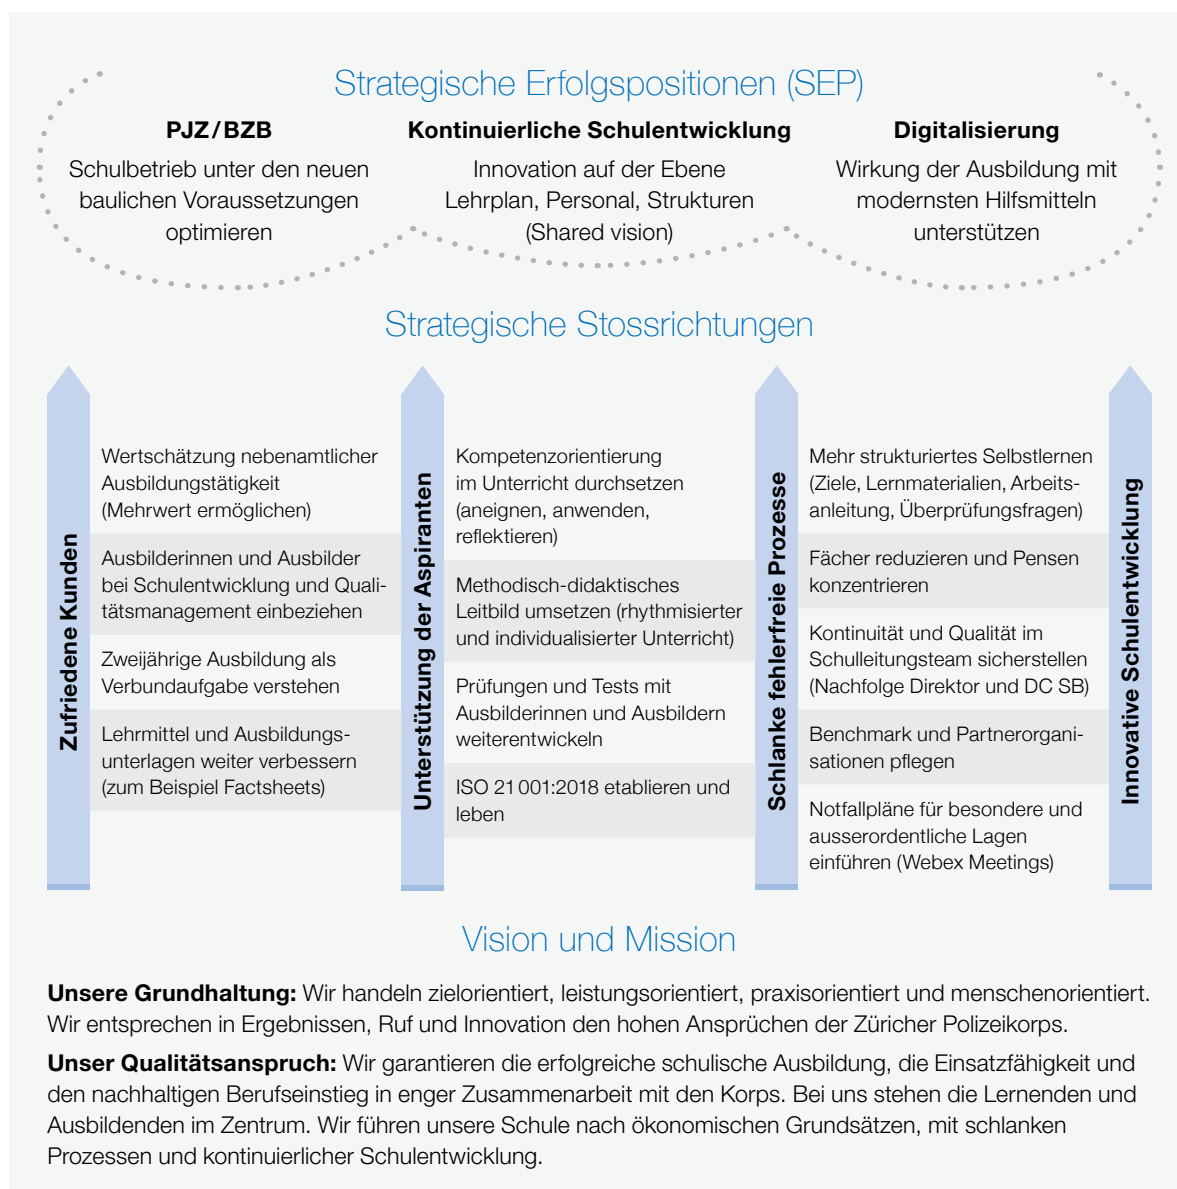 Strategische Erfolgspositionen (SEP)
PJZ/BZB
Schulbetrieb unter den neuen
baulichen Voraussetzungen
optimieren
Kontinuierliche Schulentwicklung
Innovation auf der Ebene
Lehrplan, Personal, Strukturen
(Shared vision)
Digitalisierung
Wirkung der Ausbildung mit
modernsten Hilfsmitteln
unterstützen
Strategische Stossrichtungen
Zufriedene Kunden
Wertschätzung nebenamtlicher
Ausbildungstätigkeit
(Mehrwert ermöglichen)
Ausbilderinnen und Ausbilder
bei Schulentwicklung und Quali-
tätsmanagement einbeziehen
Zweijährige Ausbildung als
Verbundaufgabe verstehen
Lehrmittel und Ausbildungs-
unterlagen weiter verbessern
(zum Beispiel Factsheets)
Unterstützung der Aspiranten
Kompetenzorientierung
im Unterricht durchsetzen
(aneignen, anwenden,
reflektieren)
Methodisch-didaktisches
Leitbild umsetzen (rhythmisierter
und individualisierter Unterricht)
Prüfungen und Tests mit
Ausbilderinnen und Ausbildern
weiterentwickeln
ISO 21 001:2018 etablieren und
leben
Schlanke fehlerfreie Prozesse
Mehr strukturiertes Selbstlernen
(Ziele, Lernmaterialien, Arbeits-
anleitung, Überprüfungsfragen)
Fächer reduzieren und Pensen
konzentrieren
Kontinuität und Qualität im
Schulleitungsteam sicherstellen
(Nachfolge Direktor und DC SB)
Benchmark und Partnerorgani-
sationen pflegen
Notfallpläne für besondere und
ausserordentliche Lagen
einführen (Webex Meetings)
Innovative Schulentwicklung
Vision und Mission
Unsere Grundhaltung: Wir handeln zielorientiert, leistungsorientiert, praxisorientiert und menschenorientiert.
Wir entsprechen in Ergebnissen, Ruf und Innovation den hohen Ansprüchen der Züricher Polizeikorps.
Unser Qualitätsanspruch: Wir garantieren die erfolgreiche schulische Ausbildung, die Einsatzfähigkeit und
den nachhaltigen Berufseinstieg in enger Zusammenarbeit mit den Korps. Bei uns stehen die Lernenden und
Ausbildenden im Zentrum. Wir führen unsere Schule nach ökonomischen Grundsätzen, mit schlanken
Prozessen und kontinuierlicher Schulentwicklung.